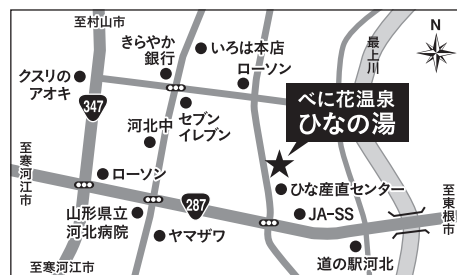 至村山市
きらやか
銀行
いろは本店
ローソン
最上川
N
クスリの
アオキ
347
セブン
イレブン
河北中
べに花温泉
ひなの湯
至寒河江市
ローソン
ひな産直センター
至東根市
山形県立
河北病院
287
JA-SS
ヤマザワ
至寒河江市
道の駅河北